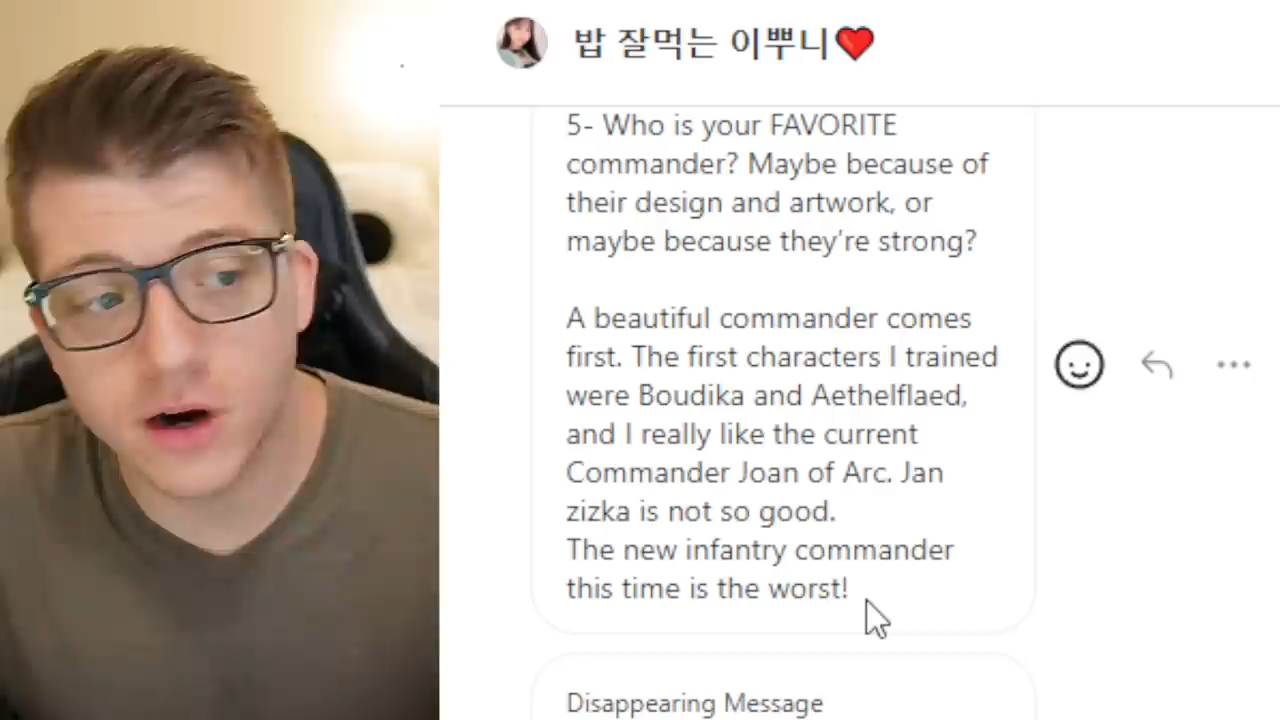 밥 잘먹는 이뿌니❤️
5- Who is your FAVORITE
commander? Maybe because of
their design and artwork, or
maybe because they're strong?
A beautiful commander comes
first. The first characters I trained
were Boudika and Aethelflaed,
and I really like the current
Commander Joan of Arc. Jan
zizka is not so good.
The new infantry commander
this time is the worst!
Disappearing Message